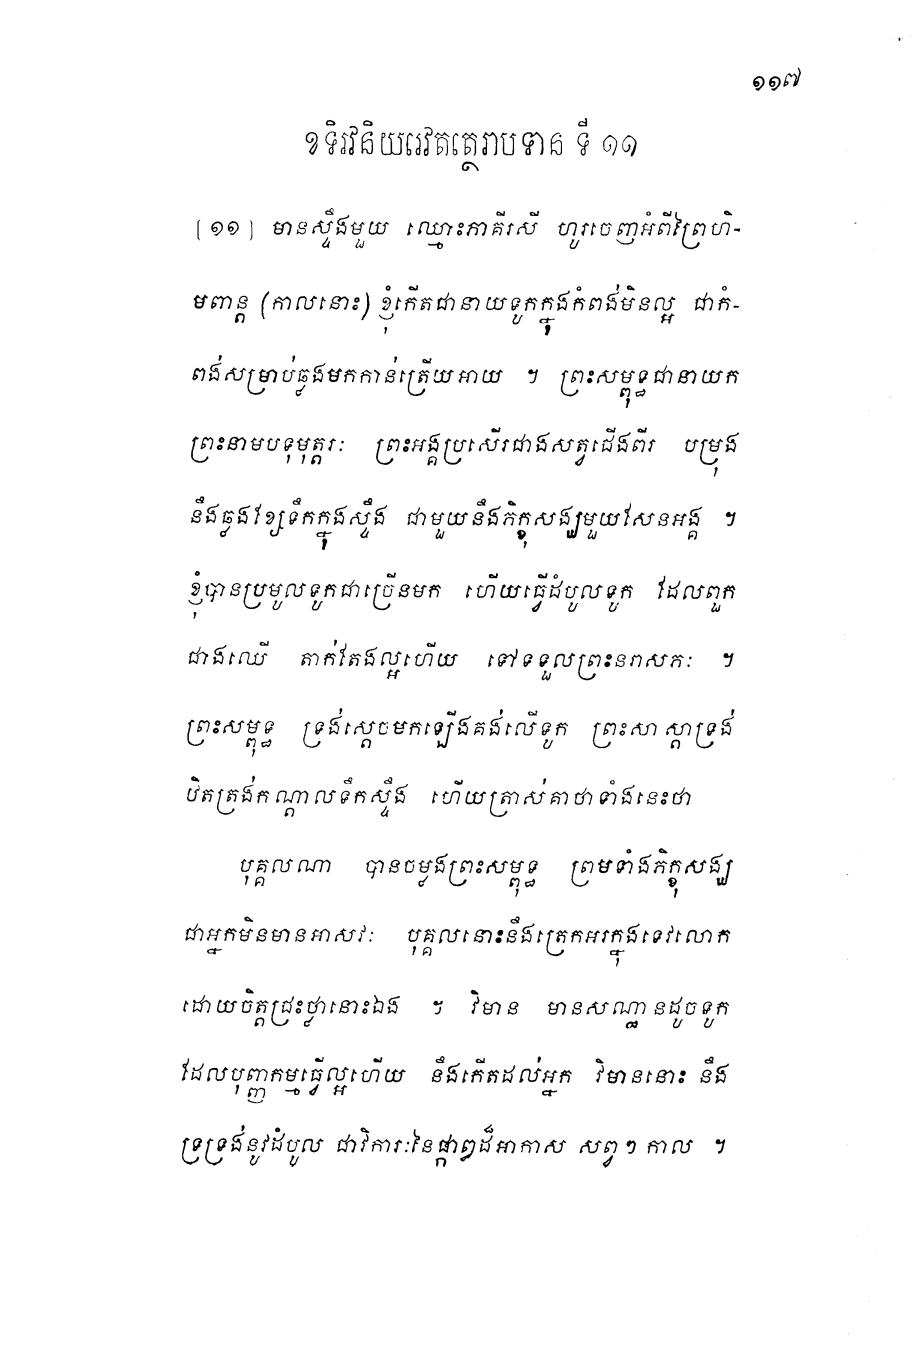 ១១៧
ខទិរវនិយរេវតត្ថេរាបទាន ទី ១១
[១១] មានស្ទឹងមួយ ឈ្មោះភាគីរសី ហូរចេញអំពីព្រៃហិ-
មពាន្ត (កាលនោះ) ខ្ញុំកើតជានាយទូកក្នុងកំពង់មិនល្អ ជាកំ-
ពង់សម្រាប់ឆ្លងមកកាន់ត្រើយអាយ ។ ព្រះសម្ពុទ្ធជានាយក
ព្រះនាមបទុមុត្តរៈ ព្រះអង្គប្រសើរជាងសត្វជើងពីរ បម្រុង
នឹងឆ្លងខ្សែទឹកក្នុងស្ទឹង ជាមួយនឹងភិក្ខុសង្ឃមួយសែនអង្គ ។
ខ្ញុំបានប្រមូលទូកជាច្រើនមក ហើយធ្វើដំបូលទូក ដែលពួក
ជាងឈើ តាក់តែងល្អហើយ ទៅទទួលព្រះនរាសភៈ ។
ព្រះសម្ពុទ្ធ ទ្រង់ស្តេចមកឡើងគង់លើទូក ព្រះសាស្តាទ្រង់
ឋិតត្រង់កណ្តាលទឹកស្ទឹង ហើយត្រាស់គាថាទាំងនេះថា
បុគ្គលណា បានចម្លងព្រះសម្ពុទ្ធ ព្រមទាំងភិក្ខុសង្ឃ
ជាអ្នកមិនមានអាសវៈ បុគ្គលនោះនឹងត្រេកអរក្នុងទេវលោក
ដោយចិត្តជ្រះថ្លានោះឯង ។ វិមាន មានសណ្ឋានដូចទូក
ដែលបុញ្ញកម្មធ្វើល្អហើយ នឹងកើតដល់អ្នក វិមាននោះ នឹង
ទ្រទ្រង់នូវដំបូល ជាវិការៈនៃផ្កាឰដ៏អាកាស សព្វៗកាល ។